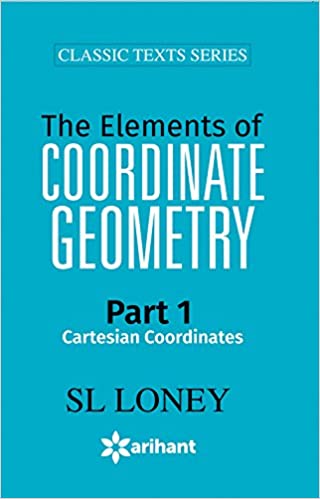 CLASSIC TEXTS SERIES
The Elements of
COORDINATE
GEOMETRY
Part 1
Cartesian Coordinates
SL LONEY
arihant